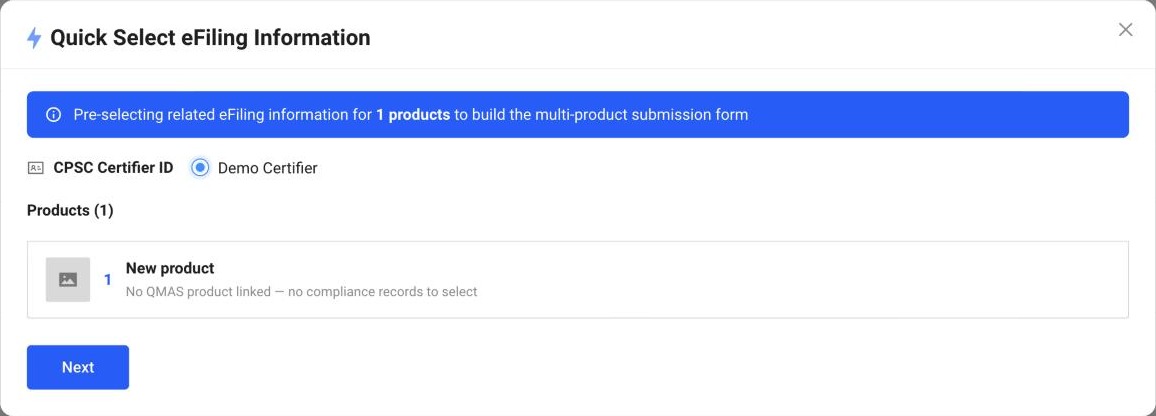 Quick Select eFiling Information
Pre-selecting related eFiling information for 1 products to build the multi-product submission form
CPSC Certifier ID Demo Certifier
Products (1)
1 New product
No QMAS product linked — no compliance records to select
Next